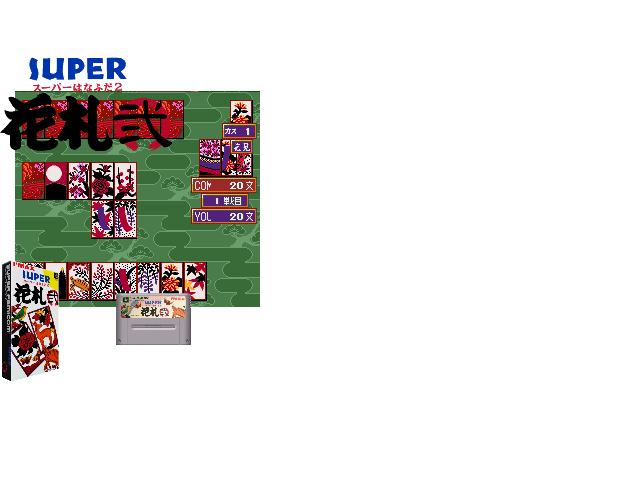 SUPER
スーパーはなふだ2
花札 弐
カス 1
花見
COM 20文
1戦目
YOU 20文
I'MAX
SUPER
花札 弐
SUPER
花札弐